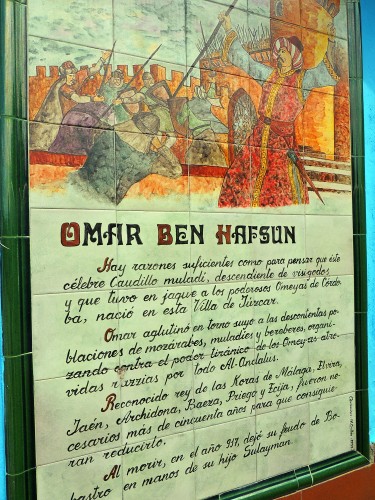 OMAR BEN HAFSUN
Hay razones suficientes como para pensar que este
célebre Caudillo muladí, descendiente de visigodos
y que tuvo en jaque a los poderosos Omeyas de Córdo-
ba, nació en esta Villa de Júzcar.
Omar aglutinó en torno suyo a las descontentas po-
blaciones de mozárabes, muladíes y bereberes, organi-
zando contra el poder tiránico de los Omeyas atre-
vidas razzias por todo Al-Andalus.
Reconocido rey de las Koras de Málaga, Elvira,
Jaén, Archidona, Baeza, Priego y Ecija, fueron ne-
cesarios más de cincuenta años para que consiguie-
ran reducirlo.
Al morir, en el año 917, dejó su feudo de Bo-
bastro en manos de su hijo Sulayman.